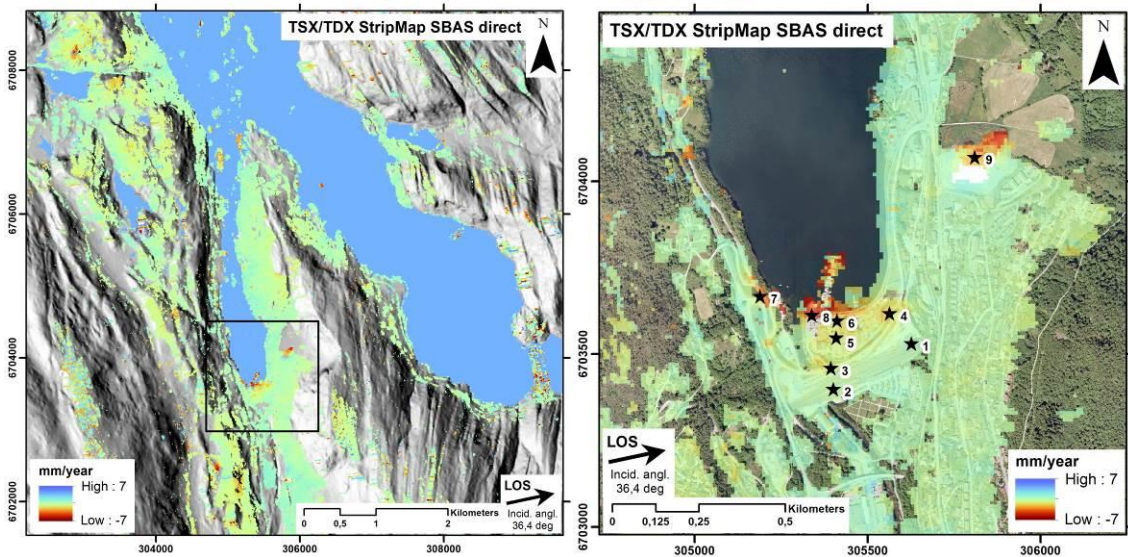 TSX/TDX StripMap SBAS direct
N
6708000
6706000
6704000
6702000
mm/year
High : 7
Low : -7
0 0,5 1 2
Kilometers
LOS
Incid. angl.
36,4 deg
304000 306000 308000
TSX/TDX StripMap SBAS direct
N
6704000
6703500
6703000
9
7
8
6
4
5
1
3
2
LOS
Incid. angl.
36,4 deg
Kilometers
0 0,125 0,25 0,5
mm/year
High : 7
Low : -7
305000 305500 306000